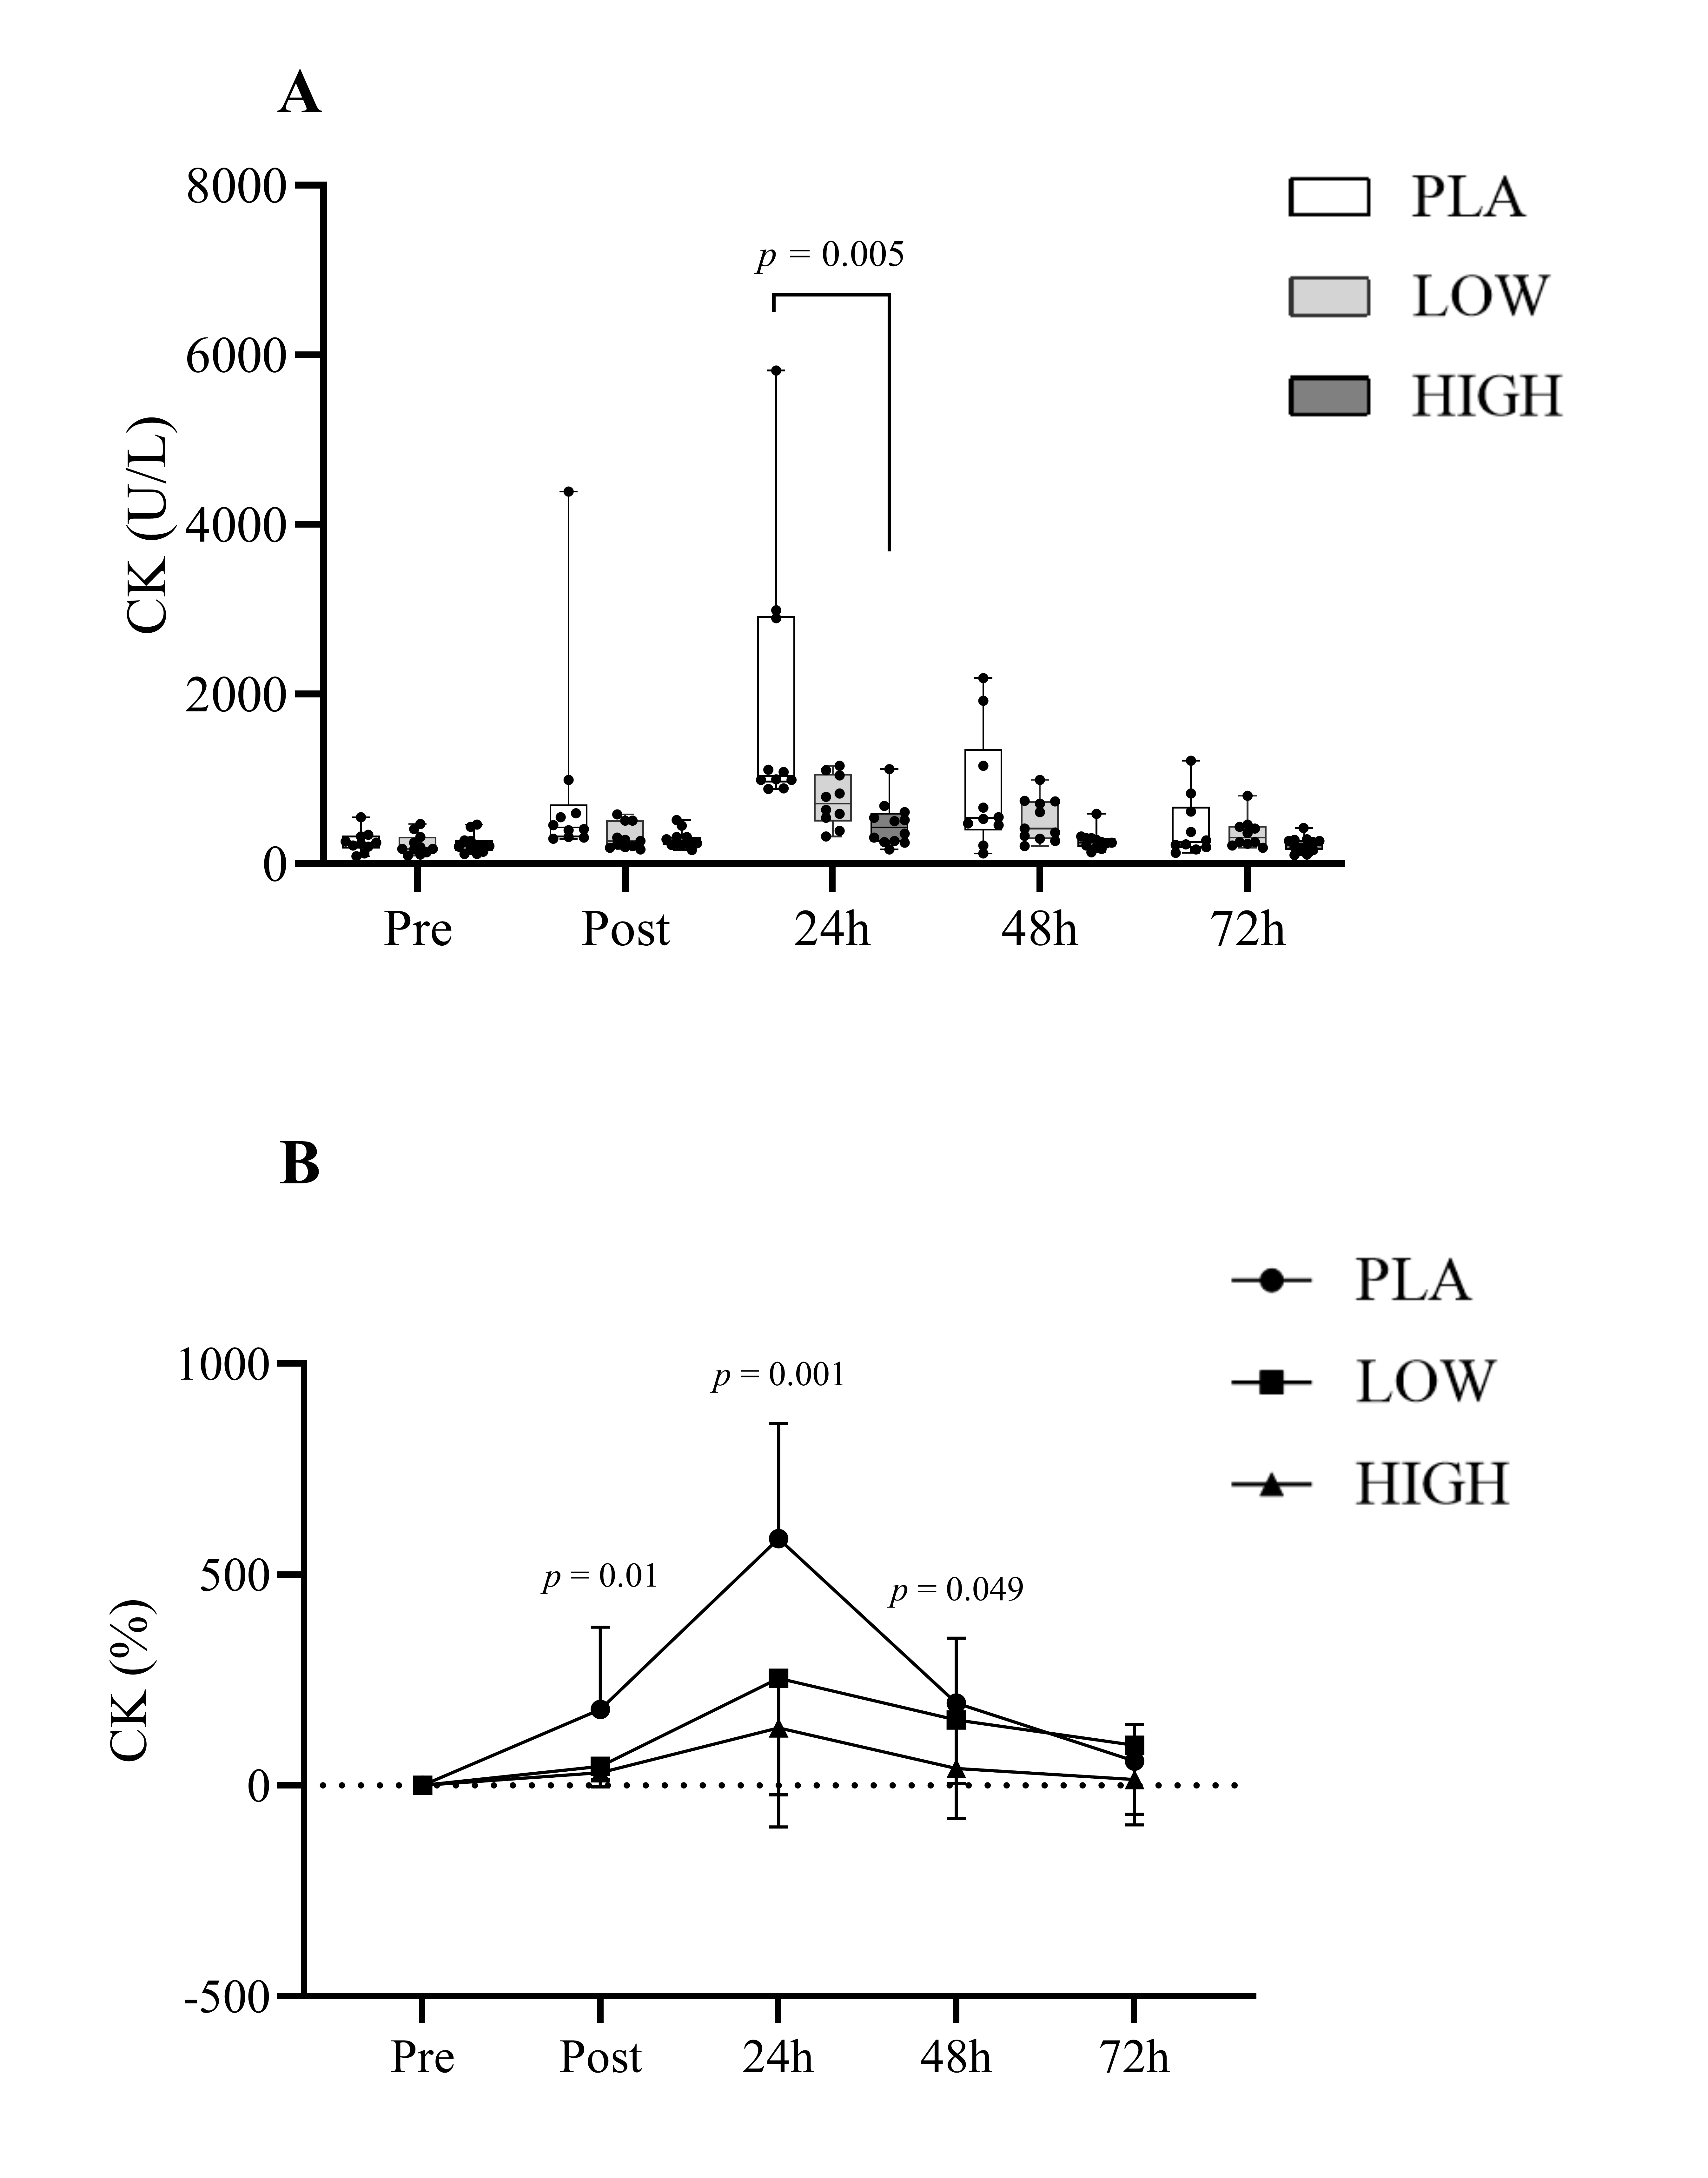 A
8000
6000
4000
2000
0
CK (U/L)
p = 0.005
PLA
LOW
HIGH
Pre Post 24h 48h 72h
B
1000
500
0
-500
CK (%)
p = 0.01
p = 0.001
p = 0.049
PLA
LOW
HIGH
Pre Post 24h 48h 72h